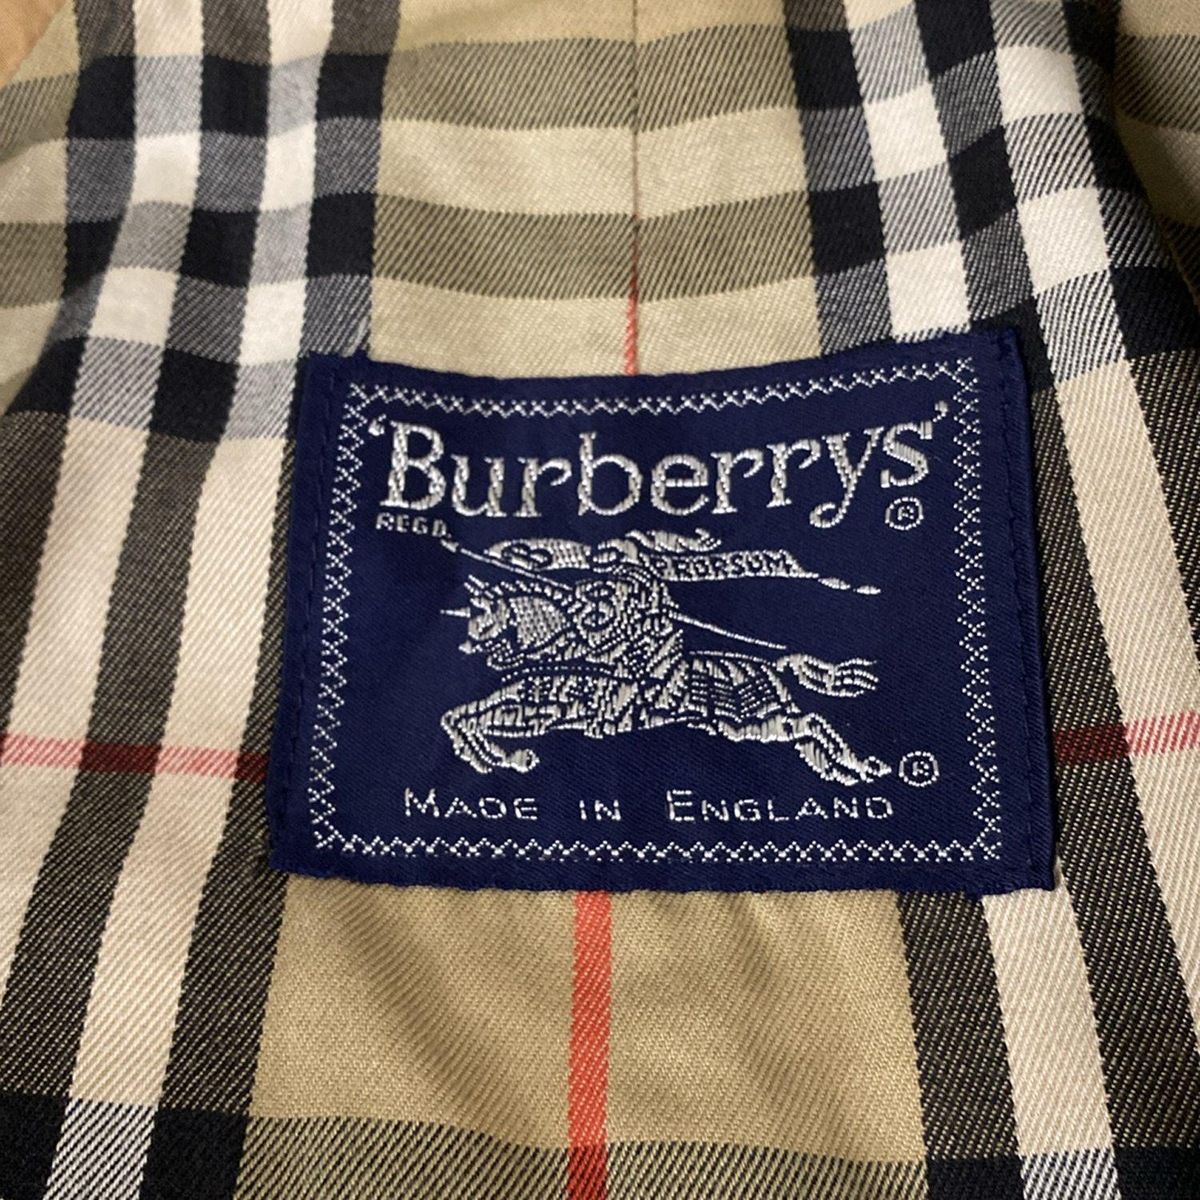 'Burberrys'
REGD. ®
PRORSUM
®
MADE IN ENGLAND